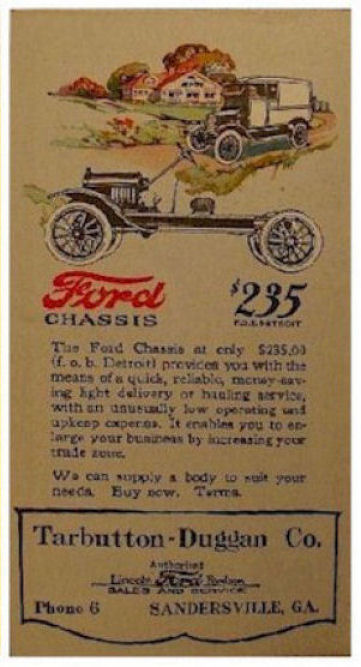 Ford
CHASSIS
$235
F.O.B. DETROIT
The Ford Chassis at only $235.00
(f. o. b. Detroit) provides you with the
means of a quick, reliable, money-sav-
ing light delivery or hauling service,
with an unusually low operating and
upkeep expense. It enables you to en-
large your business by increasing your
trade zone.
We can supply a body to suit your
needs. Buy now. Terms.
Tarbutton-Duggan Co.
Authorized
Lincoln Ford Fordson
SALES AND SERVICE
Phone 6 SANDERSVILLE, GA.